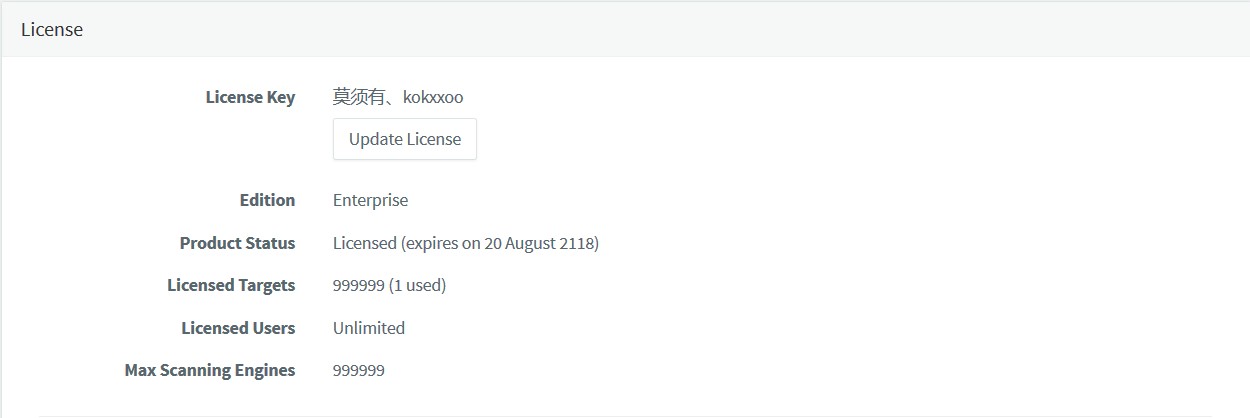 License
License Key 莫须有、kokxxoo
Update License
Edition Enterprise
Product Status Licensed (expires on 20 August 2118)
Licensed Targets 999999 (1 used)
Licensed Users Unlimited
Max Scanning Engines 999999